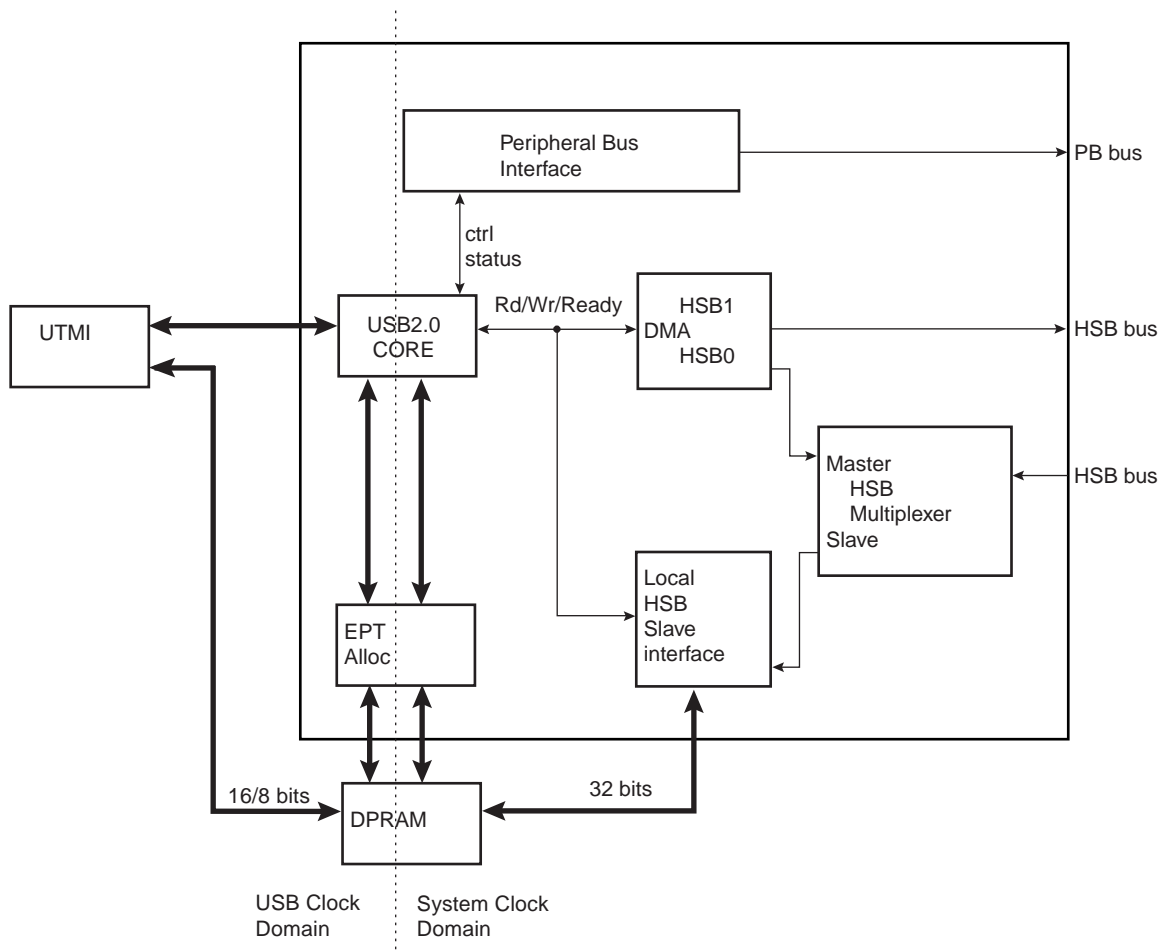 Peripheral Bus
Interface
PB bus
ctrl
status
UTMI
USB2.0
CORE
Rd/Wr/Ready
HSB1
DMA
HSB0
HSB bus
Master
HSB
Multiplexer
Slave
HSB bus
Local
HSB
Slave
interface
EPT
Alloc
16/8 bits
DPRAM
32 bits
USB Clock
Domain
System Clock
Domain